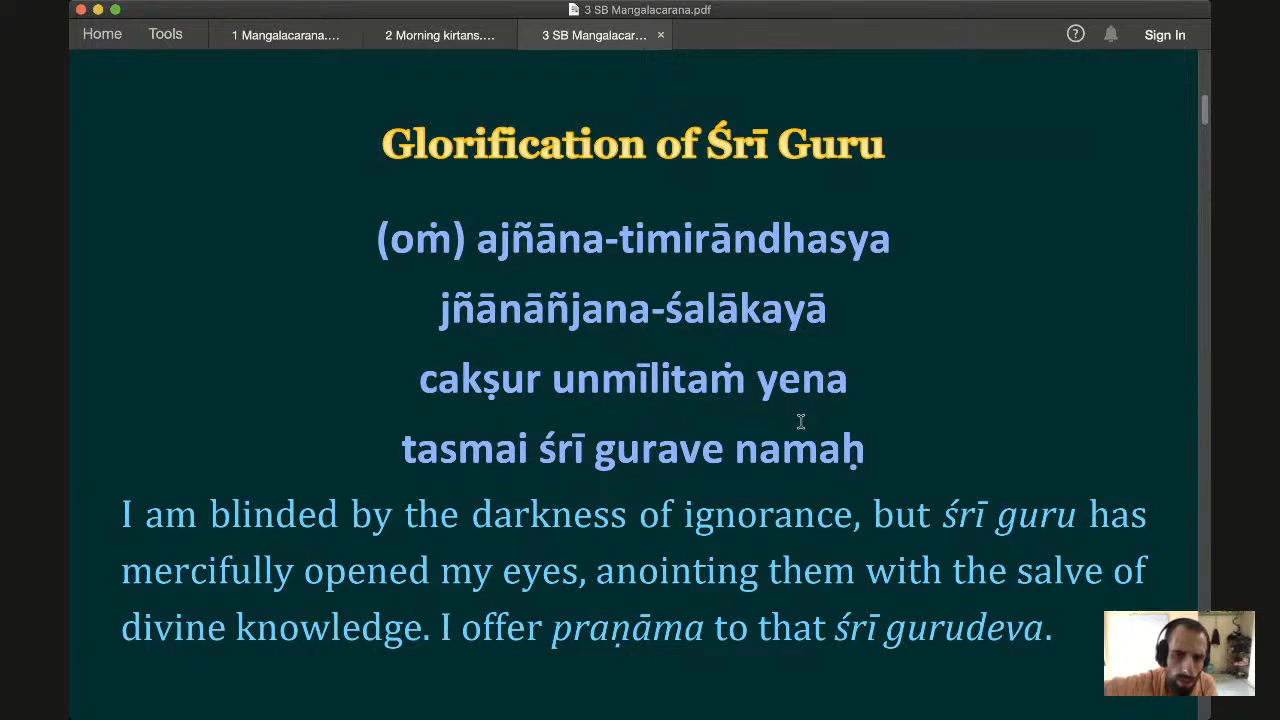 3 SB Mangalacarana.pdf
Home Tools 1 Mangalacarana.... 2 Morning kirtans.... 3 SB Mangalacar... × ? Sign In
Glorification of Śrī Guru
(oṁ) ajñāna-timirāndhasya
jñānāñjana-śalākayā
cakṣur unmīlitaṁ yena
tasmai śrī gurave namaḥ
I am blinded by the darkness of ignorance, but śrī guru has
mercifully opened my eyes, anointing them with the salve of
divine knowledge. I offer praṇāma to that śrī gurudeva.